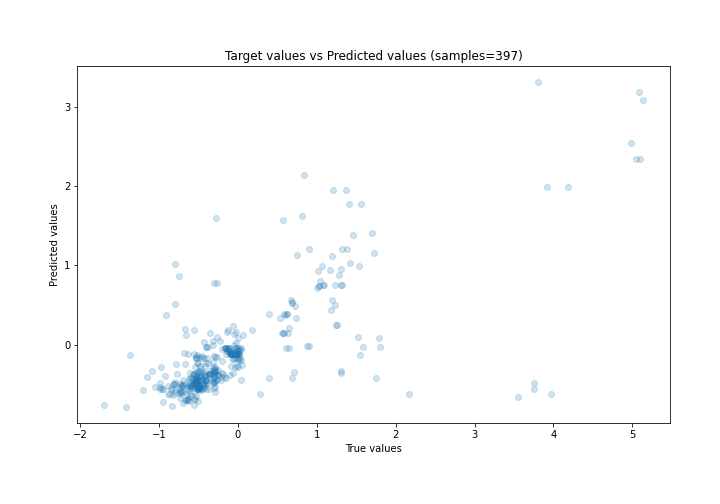 Target values vs Predicted values (samples=397)
Predicted values
3
2
1
0
−2 −1 0 1 2 3 4 5
True values